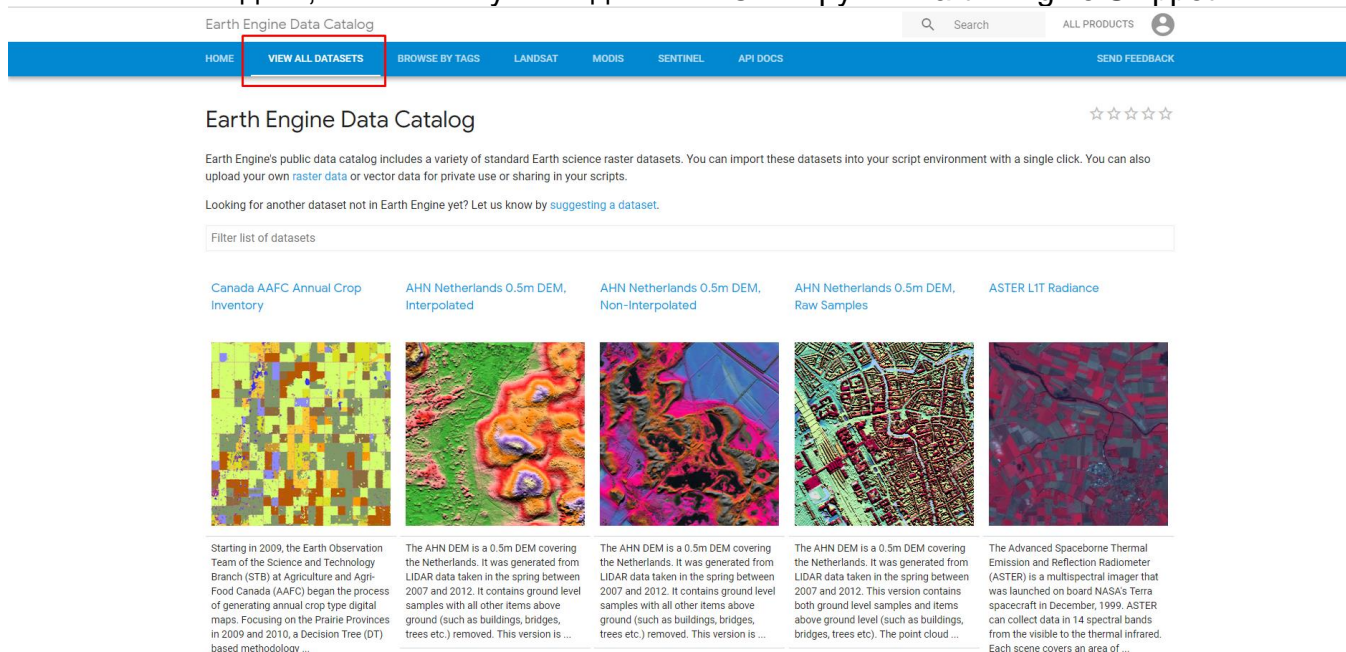 Earth Engine Data Catalog
Search
ALL PRODUCTS
HOME VIEW ALL DATASETS BROWSE BY TAGS LANDSAT MODIS SENTINEL API DOCS SEND FEEDBACK
Earth Engine Data Catalog
Earth Engine's public data catalog includes a variety of standard Earth science raster datasets. You can import these datasets into your script environment with a single click. You can also
upload your own raster data or vector data for private use or sharing in your scripts.
Looking for another dataset not in Earth Engine yet? Let us know by suggesting a dataset.
Filter list of datasets
Canada AAFC Annual Crop
Inventory
AHN Netherlands 0.5m DEM,
Interpolated
AHN Netherlands 0.5m DEM,
Non-Interpolated
AHN Netherlands 0.5m DEM,
Raw Samples
ASTER L1T Radiance
Starting in 2009, the Earth Observation
Team of the Science and Technology
Branch (STB) at Agriculture and Agri-
Food Canada (AAFC) began the process
of generating annual crop type digital
maps. Focusing on the Prairie Provinces
in 2009 and 2010, a Decision Tree (DT)
based methodology ...
The AHN DEM is a 0.5m DEM covering
the Netherlands. It was generated from
LIDAR data taken in the spring between
2007 and 2012. It contains ground level
samples with all other items above
ground (such as buildings, bridges,
trees etc.) removed. This version is ...
The AHN DEM is a 0.5m DEM covering
the Netherlands. It was generated from
LIDAR data taken in the spring between
2007 and 2012. It contains ground level
samples with all other items above
ground (such as buildings, bridges,
trees etc.) removed. This version is ...
The AHN DEM is a 0.5m DEM covering
the Netherlands. It was generated from
LIDAR data taken in the spring between
2007 and 2012. This version contains
both ground level samples and items
above ground level (such as buildings,
bridges, trees etc). The point cloud ...
The Advanced Spaceborne Thermal
Emission and Reflection Radiometer
(ASTER) is a multispectral imager that
was launched on board NASA's Terra
spacecraft in December, 1999. ASTER
can collect data in 14 spectral bands
from the visible to the thermal infrared.
Each scene covers an area of ...